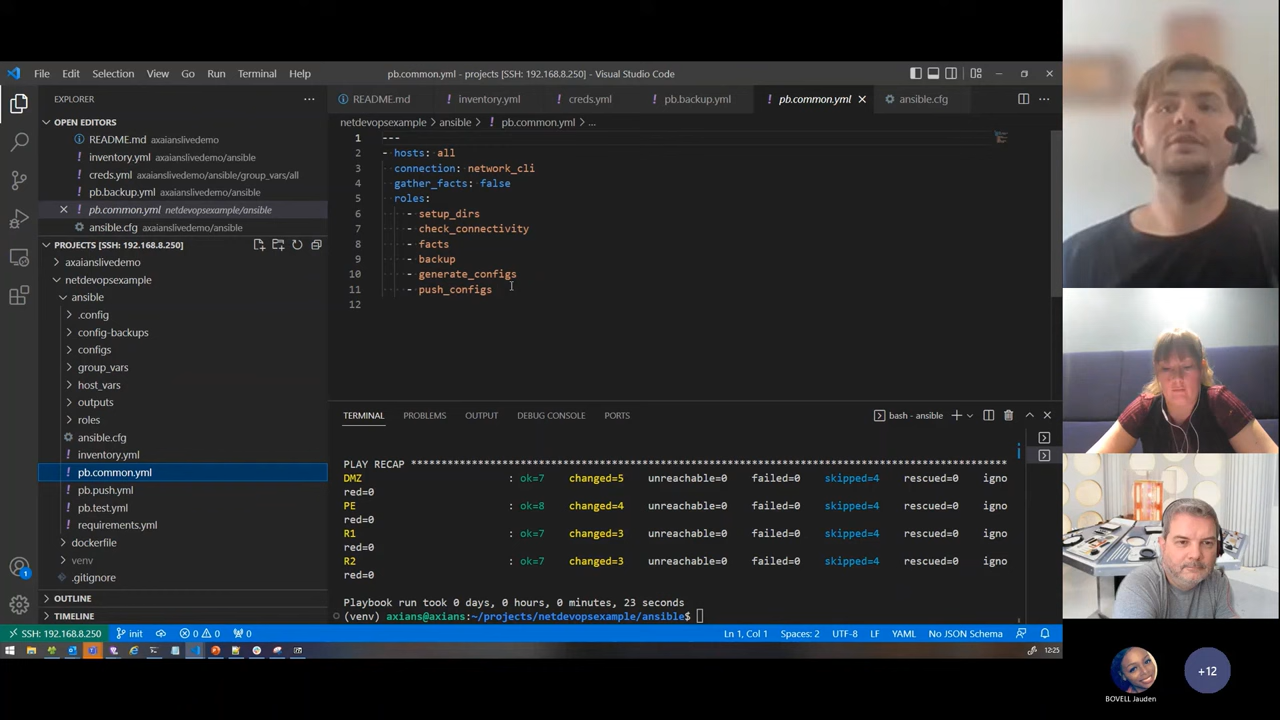 File Edit Selection View Go Run Terminal Help
pb.common.yml - projects [SSH: 192.168.8.250] - Visual Studio Code
EXPLORER
OPEN EDITORS
README.md axaianslivedemo
inventory.yml axaianslivedemo/ansible
creds.yml axaianslivedemo/ansible/group_vars/all
pb.backup.yml axaianslivedemo/ansible
pb.common.yml netdevopsexample/ansible
ansible.cfg axaianslivedemo/ansible
PROJECTS [SSH: 192.168.8.250]
axaianslivedemo
netdevopsexample
ansible
.config
config-backups
configs
group_vars
host_vars
outputs
roles
ansible.cfg
inventory.yml
pb.common.yml
pb.push.yml
pb.test.yml
requirements.yml
dockerfile
venv
.gitignore
OUTLINE
TIMELINE
README.md inventory.yml creds.yml pb.backup.yml pb.common.yml ansible.cfg
netdevopsexample > ansible > pb.common.yml > ...
1 ---
2 - hosts: all
3 connection: network_cli
4 gather_facts: false
5 roles:
6 - setup_dirs
7 - check_connectivity
8 - facts
9 - backup
10 - generate_configs
11 - push_configs
12
TERMINAL PROBLEMS OUTPUT DEBUG CONSOLE PORTS
bash - ansible
PLAY RECAP *********************************************************************************
DMZ : ok=7 changed=5 unreachable=0 failed=0 skipped=4 rescued=0 igno
red=0
PE : ok=8 changed=4 unreachable=0 failed=0 skipped=4 rescued=0 igno
red=0
R1 : ok=7 changed=3 unreachable=0 failed=0 skipped=4 rescued=0 igno
red=0
R2 : ok=7 changed=3 unreachable=0 failed=0 skipped=4 rescued=0 igno
red=0
Playbook run took 0 days, 0 hours, 0 minutes, 23 seconds
(venv) axians@axians:~/projects/netdevopsexample/ansible$
SSH: 192.168.8.250 init 0 0 0 Ln 1, Col 1 Spaces: 2 UTF-8 LF YAML No JSON Schema
12:25
BOVELL Jauden
+12